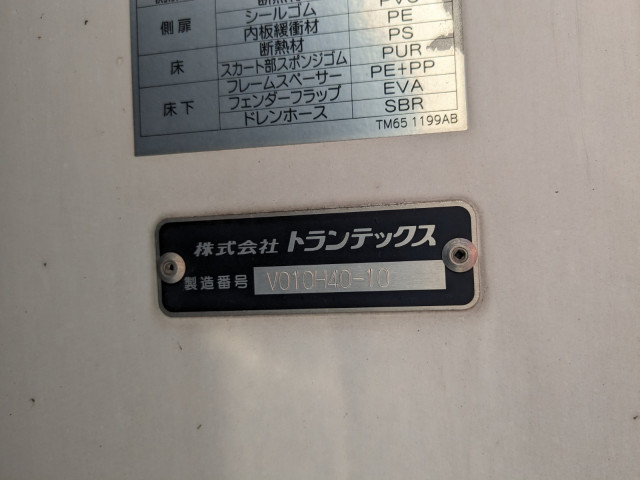 PVC
側扉 シールゴム PE
内板緩衝材 PS
床 断熱材 PUR
スカート部スポンジゴム PE+PP
床下 フレームスペーサー EVA
フェンダーフラップ SBR
ドレンホース
TM65 1199AB
株式会社 トランテックス
製造番号 V010H40-10